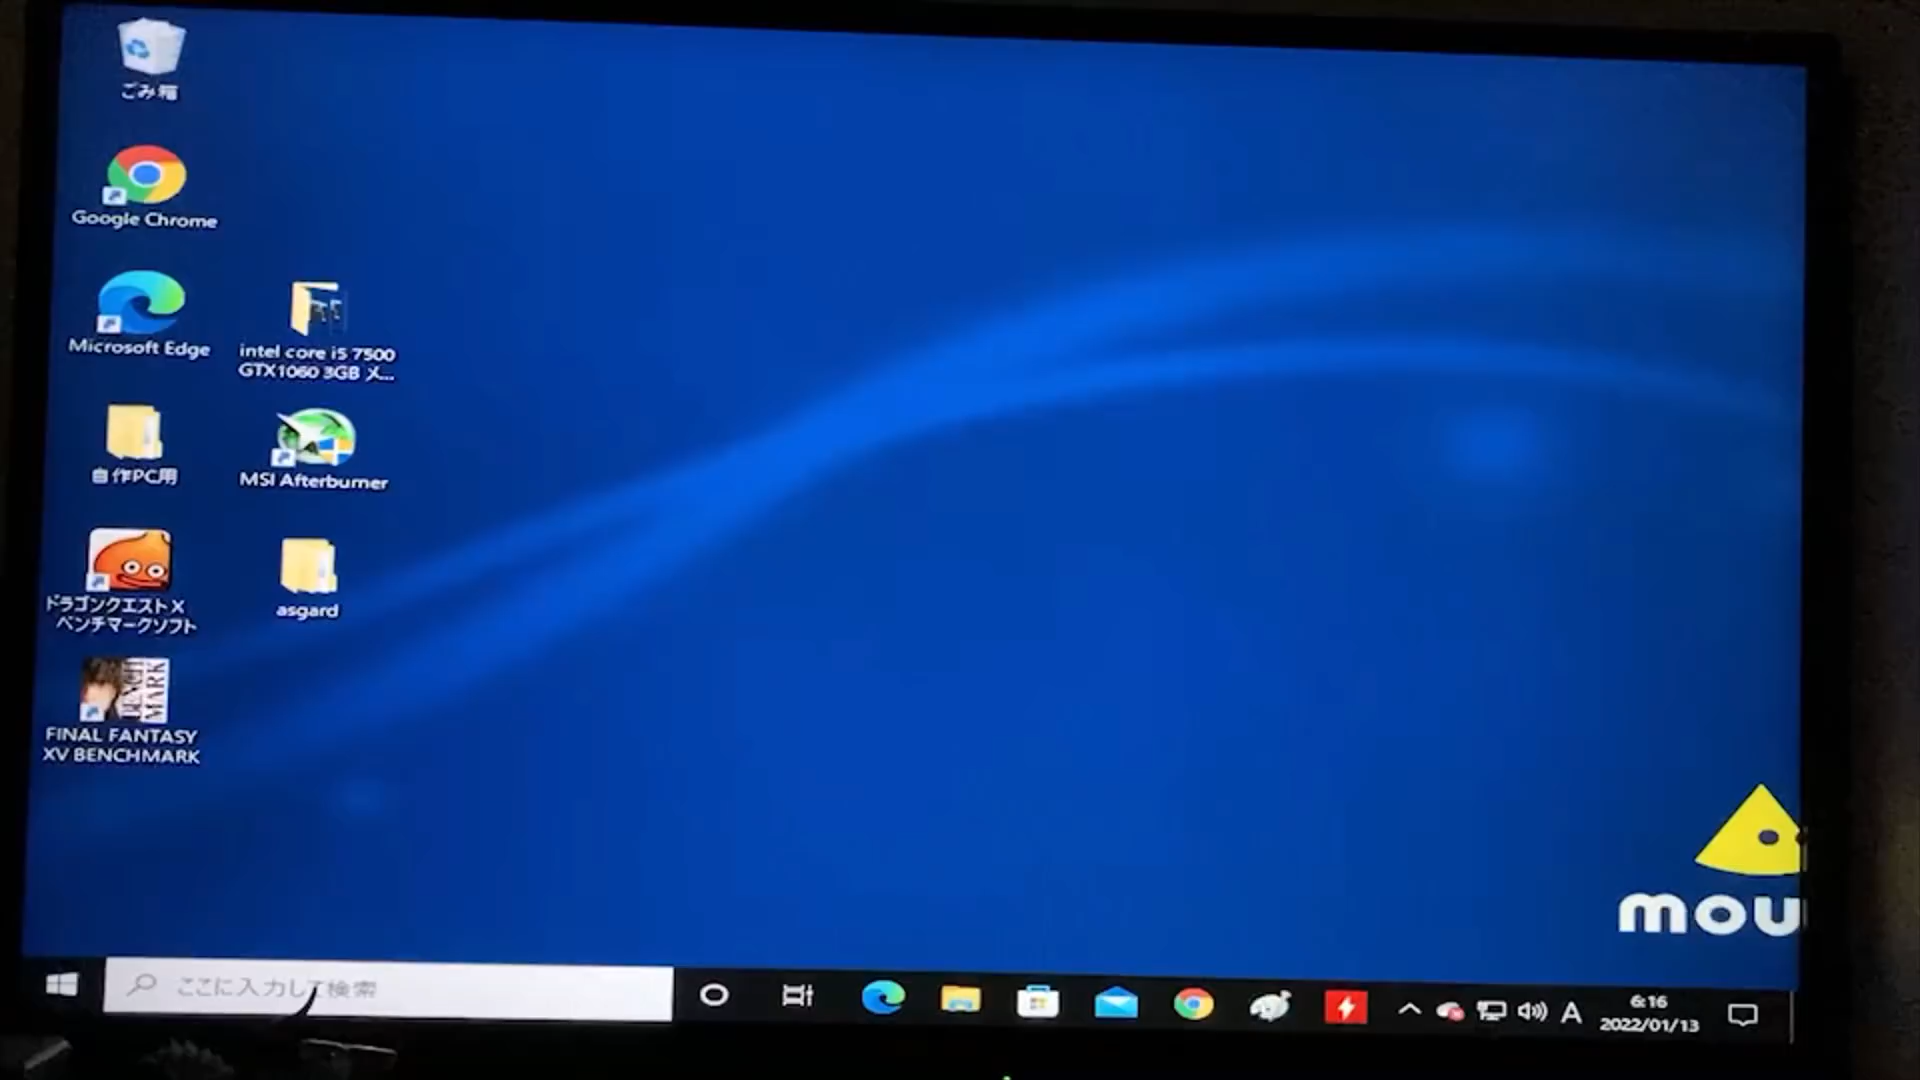 ごみ箱
Google Chrome
Microsoft Edge
intel core i5 7500
GTX1060 3GB メ...
自作PC用
MSI Afterburner
ドラゴンクエストX
ベンチマークソフト
asgard
BENCH
MARK
FINAL FANTASY
XV BENCHMARK
mou
ここに入力して検索
A
6:16
2022/01/13